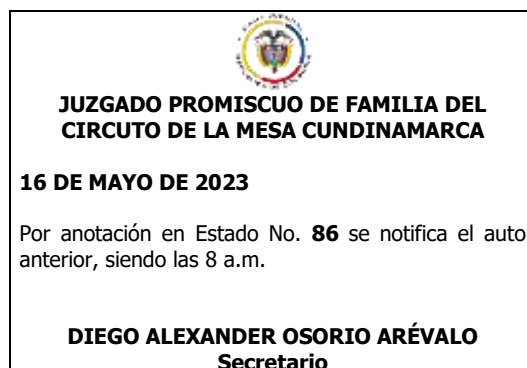 JUZGADO PROMISCUO DE FAMILIA DEL
CIRCUTO DE LA MESA CUNDINAMARCA
16 DE MAYO DE 2023
Por anotación en Estado No. 86 se notifica el auto
anterior, siendo las 8 a.m.
DIEGO ALEXANDER OSORIO ARÉVALO
Secretario